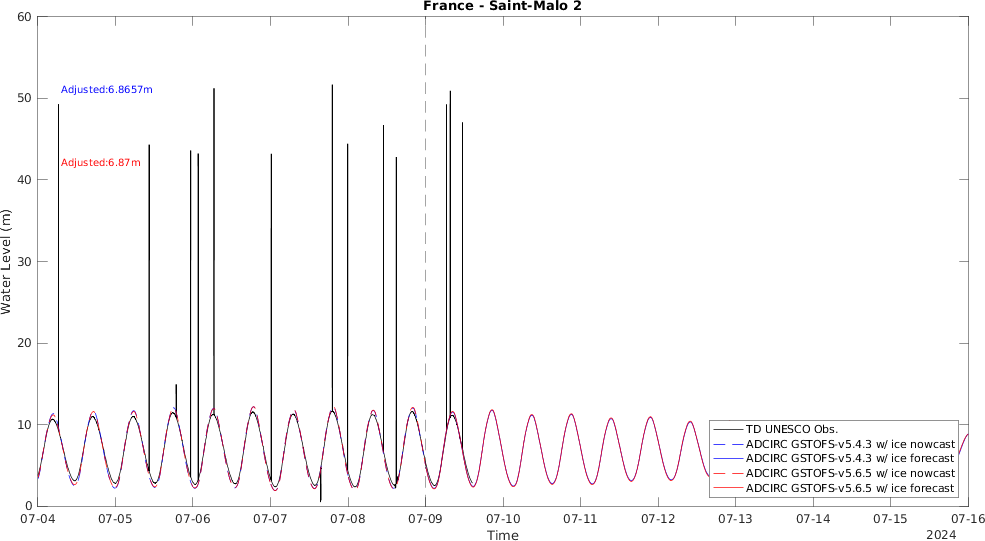 France - Saint-Malo 2
60
50
40
30
20
10
0
Water Level (m)
Adjusted:6.8657m
Adjusted:6.87m
TD UNESCO Obs.
ADCIRC GSTOFS-v5.4.3 w/ ice nowcast
ADCIRC GSTOFS-v5.4.3 w/ ice forecast
ADCIRC GSTOFS-v5.6.5 w/ ice nowcast
ADCIRC GSTOFS-v5.6.5 w/ ice forecast
07-04 07-05 07-06 07-07 07-08 07-09 07-10 07-11 07-12 07-13 07-14 07-15 07-16
Time
2024